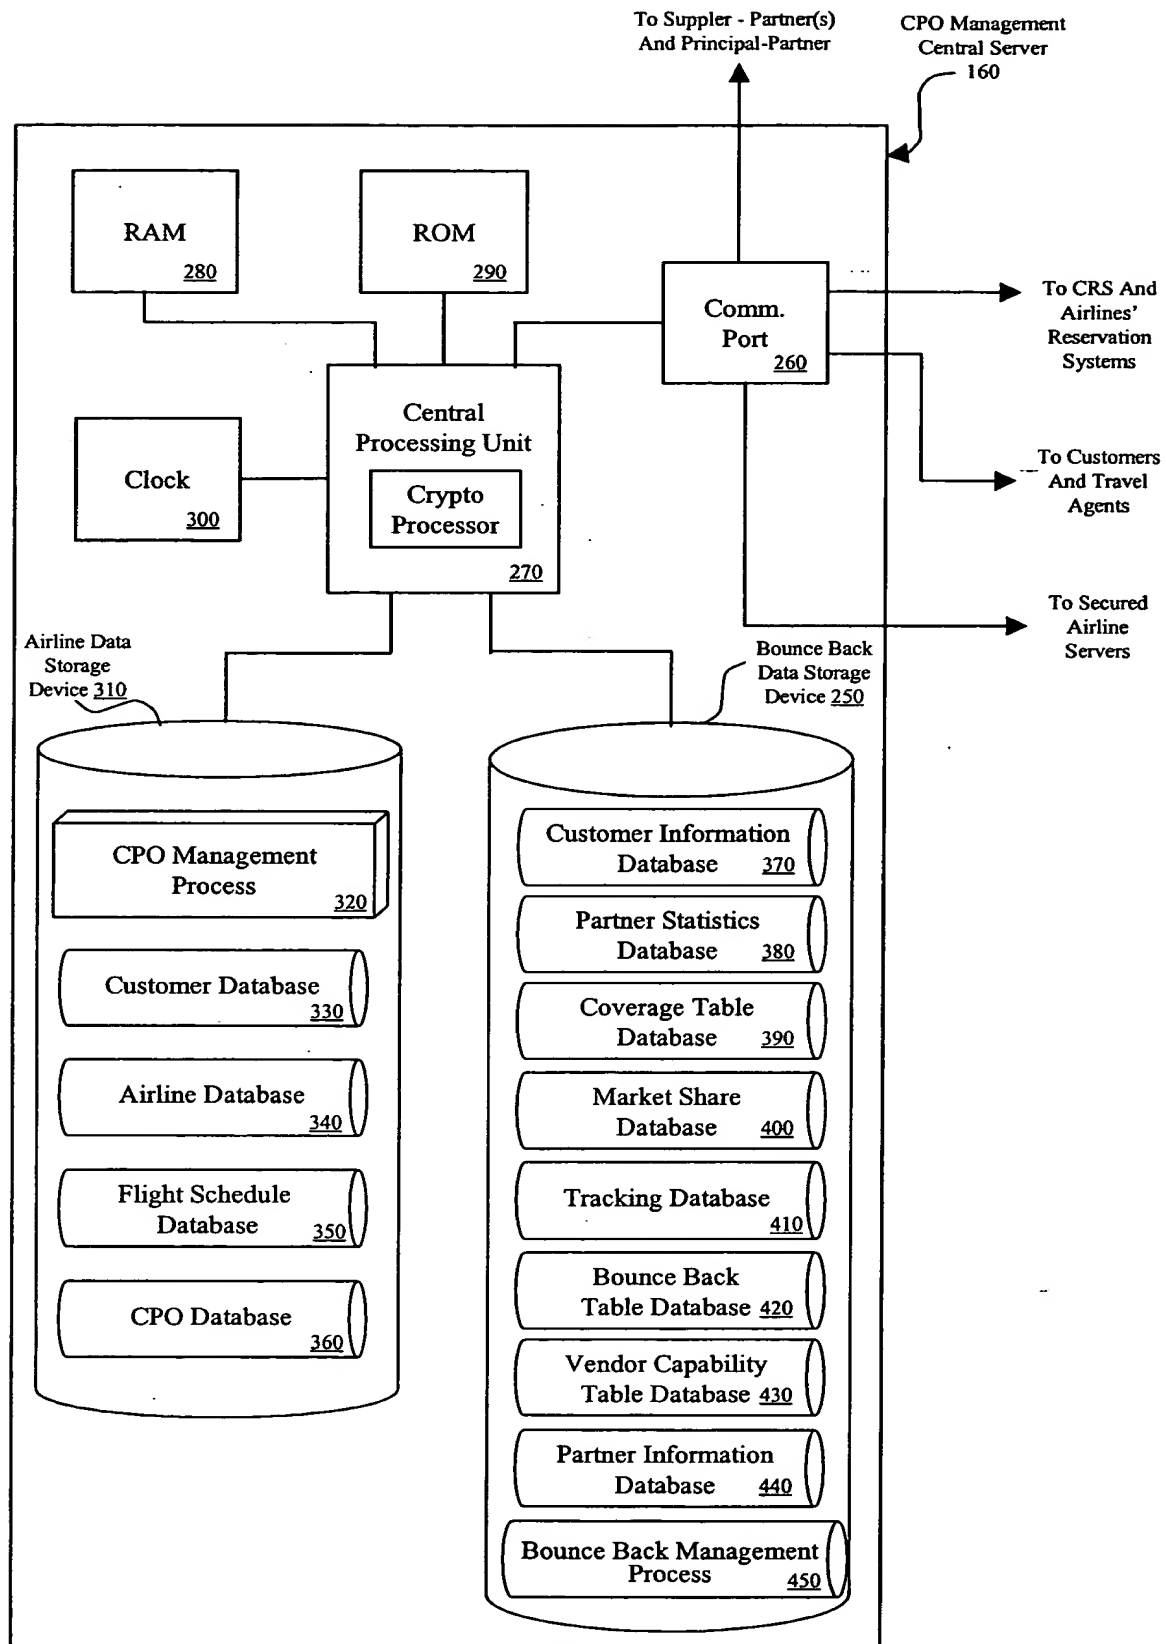 To Suppler - Partner(s)
And Principal-Partner
CPO Management
Central Server
160
RAM
280
ROM
290
Comm.
Port
260
To CRS And
Airlines'
Reservation
Systems
Central
Processing Unit
Crypto
Processor
270
Clock
300
To Customers
And Travel
Agents
To Secured
Airline
Servers
Airline Data
Storage
Device 310
Bounce Back
Data Storage
Device 250
CPO Management
Process
320
Customer Database
330
Airline Database
340
Flight Schedule
Database
350
CPO Database
360
Customer Information
Database 370
Partner Statistics
Database 380
Coverage Table
Database 390
Market Share
Database 400
Tracking Database
410
Bounce Back
Table Database 420
Vendor Capability
Table Database 430
Partner Information
Database 440
Bounce Back Management
Process 450